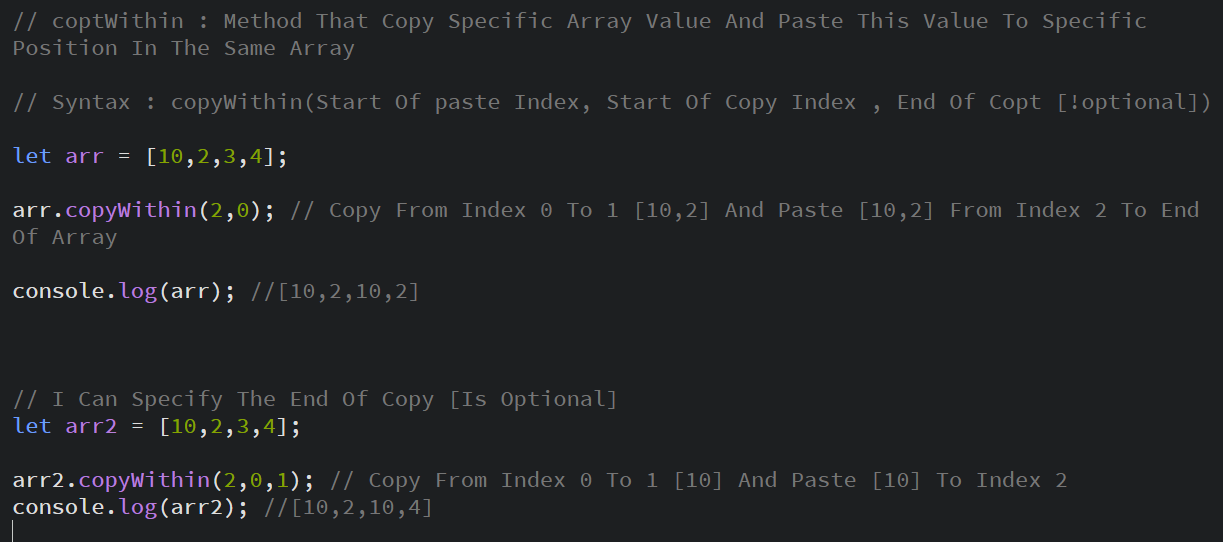 // coptWithin : Method That Copy Specific Array Value And Paste This Value To Specific
Position In The Same Array
// Syntax : copyWithin(Start Of paste Index, Start Of Copy Index , End Of Copt [!optional])
let arr = [10,2,3,4];
arr.copyWithin(2,0); // Copy From Index 0 To 1 [10,2] And Paste [10,2] From Index 2 To End
Of Array
console.log(arr); //[10,2,10,2]
// I Can Specify The End Of Copy [Is Optional]
let arr2 = [10,2,3,4];
arr2.copyWithin(2,0,1); // Copy From Index 0 To 1 [10] And Paste [10] To Index 2
console.log(arr2); //[10,2,10,4]